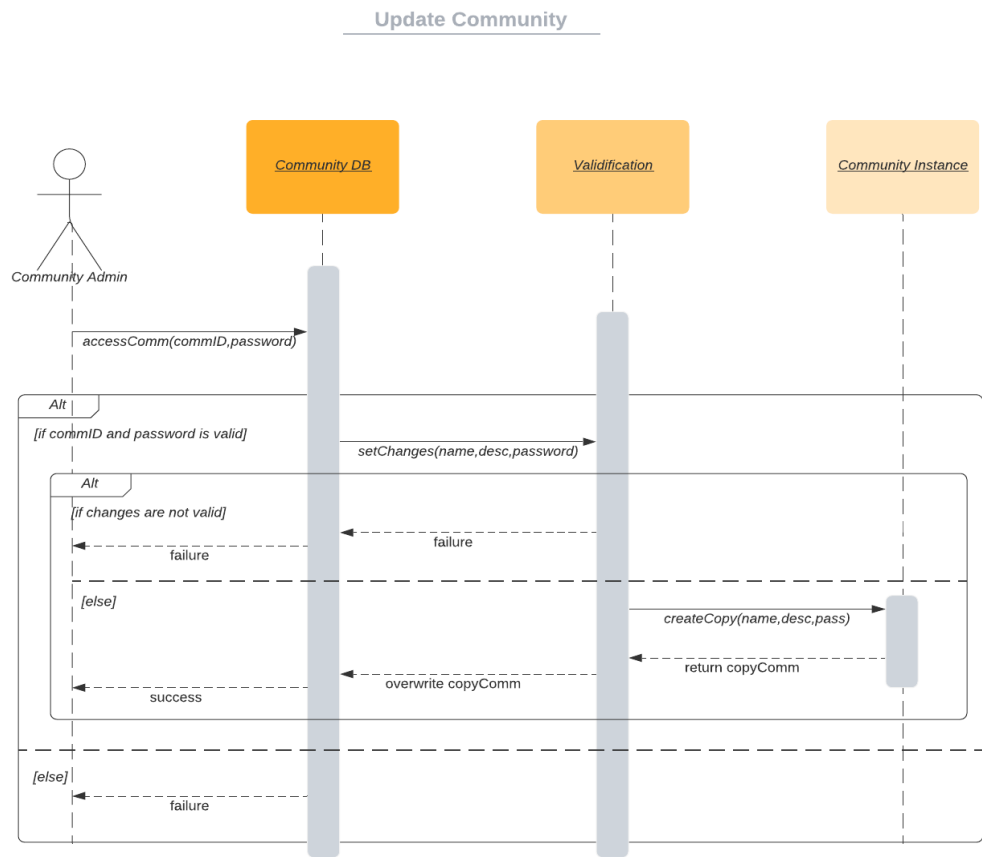 Update Community
Community DB
Validification
Community Instance
Community Admin
accessComm(commID,password)
Alt
[if commID and password is valid]
setChanges(name,desc,password)
Alt
[if changes are not valid]
failure
failure
[else]
createCopy(name,desc,pass)
return copyComm
overwrite copyComm
success
[else]
failure